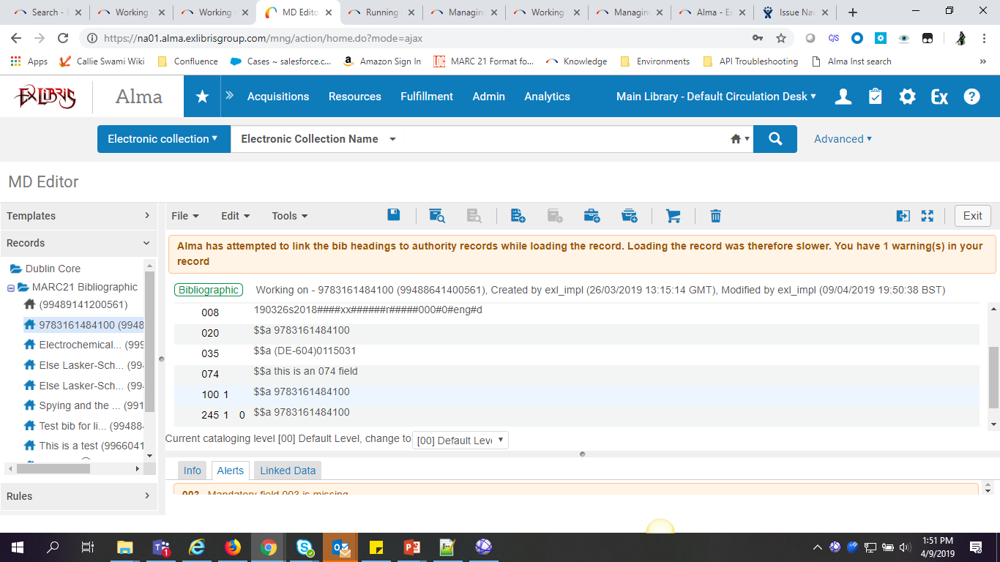 Search -
Working
Working
MD Edito
Running
Managing
Working
Managing
Alma - Ex
Issue Nav
https://na01.alma.exlibrisgroup.com/mng/action/home.do?mode=ajax
C/S
Apps
Callie Swami Wiki
Confluence
Cases ~ salesforce.c...
Amazon Sign In
MARC 21 Format fo...
Knowledge
Environments
API Troubleshooting
Alma Inst search
»
EXLIBRIS
Alma
Acquisitions
Resources
Fulfillment
Admin
Analytics
Main Library - Default Circulation Desk
Ex
?
Electronic collection
Electronic Collection Name
Advanced
MD Editor
Templates
File
Edit
Tools
Exit
Records
Alma has attempted to link the bib headings to authority records while loading the record. Loading the record was therefore slower. You have 1 warning(s) in your
record
Dublin Core
MARC21 Bibliographic
(99489141200561)
9783161484100 (9948
Electrochemical... (999
Else Lasker-Sch... (99
Else Lasker-Sch... (99
Spying and the ... (991
Test bib for li... (99488
This is a test (9966041
Rules
Bibliographic
Working on - 9783161484100 (99488641400561), Created by exl_impl (26/03/2019 13:15:14 GMT), Modified by exl_impl (09/04/2019 19:50:38 BST)
008 190326s2018####xx######r#####000#0#eng#d
020 $$a 9783161484100
035 $$a (DE-604)0115031
074 $$a this is an 074 field
100 1 $$a 9783161484100
245 1 0 $$a 9783161484100
Current cataloging level [00] Default Level, change to [00] Default Leve
Info
Alerts
Linked Data
003 Mandatory field 003 is missing
1:51 PM
4/9/2019